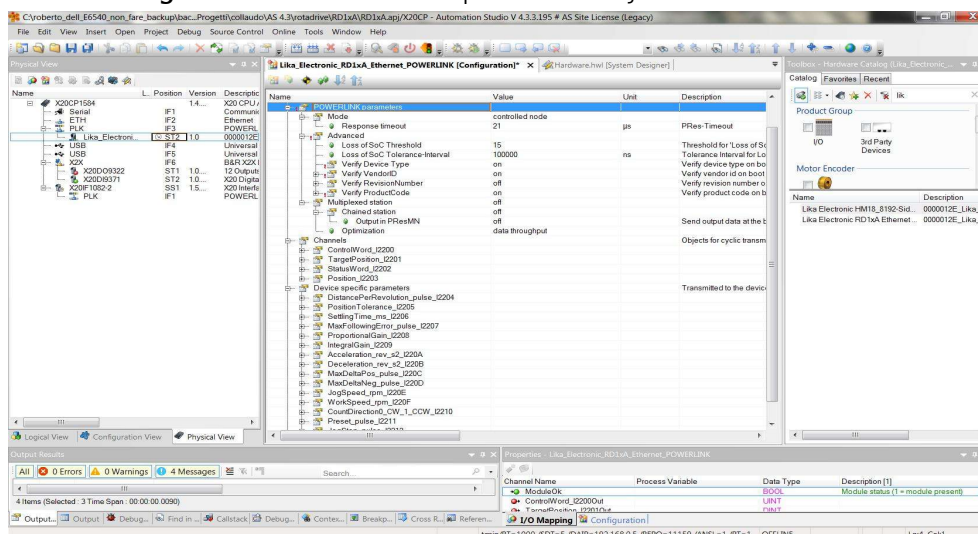 C:\roberto_dell_E6540_non_fare_backup\bac..Progetti\collaudo\AS 4.3\rotadrive\RD1xA\RD1xA.apj/X20CP - Automation Studio V 4.3.3.195 # AS Site License (Legacy)
File Edit View Insert Open Project Debug Source Control Online Tools Window Help
Physical View
Name L.. Position Version Descriptic
X20CP1584 1.4.... X20 CPU
Serial IF1 Communi
ETH IF2 Ethernet
PLK IF3 POWERL
Lika_Electroni... ST2 1.0 0000012E
USB IF4 Universal
USB IF5 Universal
X2X IF6 B&R X2X I
X20DO9322 ST1 1.0.... 12 Outputs
X20DI9371 ST2 1.0.... X20 Digita
X20IF1082-2 SS1 1.5.... X20 Interfa
PLK IF1 POWERL
Logical View Configuration View Physical View
Lika_Electronic_RD1xA_Ethernet_POWERLINK [Configuration]* X Hardware.hwl [System Designer]
Name Value Unit Description
POWERLINK parameters
Mode controlled node
Response timeout 21 µs PRes-Timeout
Advanced
Loss of SoC Threshold 15 Threshold for 'Loss of Sc
Loss of SoC Tolerance-Interval 100000 ns Tolerance Interval for Lo
Verify Device Type on Verify device type on bo
Verify VendorID on Verify vendor id on boot
Verify RevisionNumber off Verify revision number o
Verify ProductCode on Verify product code on b
Multiplexed station off
Chained station off
Output in PResMN off Send output data at the b
Optimization data throughput
Channels Objects for cyclic transm
ControlWord_I2200
TargetPosition_I2201
StatusWord_I2202
Position_I2203
Device specific parameters Transmitted to the device
DistancePerRevolution_pulse_I2204
PositionTolerance_I2205
SettlingTime_ms_I2206
MaxFollowingError_pulse_I2207
ProportionalGain_I2208
IntegralGain_I2209
Acceleration_rev_s2_I220A
Deceleration_rev_s2_I220B
MaxDeltaPos_pulse_I220C
MaxDeltaNeg_pulse_I220D
JogSpeed_rpm_I220E
WorkSpeed_rpm_I220F
CountDirection0_CW_1_CCW_I2210
Preset_pulse_I2211
Toolbox - Hardware Catalog (Lika_Electronic_...
Catalog Favorites Recent
lik
Product Group
I/O 3rd Party Devices
Motor Encoder
Name Description
Lika Electronic HM18_8192-Sid... 0000012E_Lika_
Lika Electronic RD1xA Ethernet... 0000012E_Lika_
Output Results
All 0 Errors 0 Warnings 4 Messages Search...
4 Items (Selected : 3 Time Span : 00:00:00.0090)
Output... Output Debug... Find in ... Callstack Debug... Contex... Breakp... Cross R... Referen...
Properties - Lika_Electronic_RD1xA_Ethernet_POWERLINK
Channel Name Process Variable Data Type Description [1]
ModuleOk BOOL Module status (1 = module present)
ControlWord_I2200Out UINT
I/O Mapping Configuration